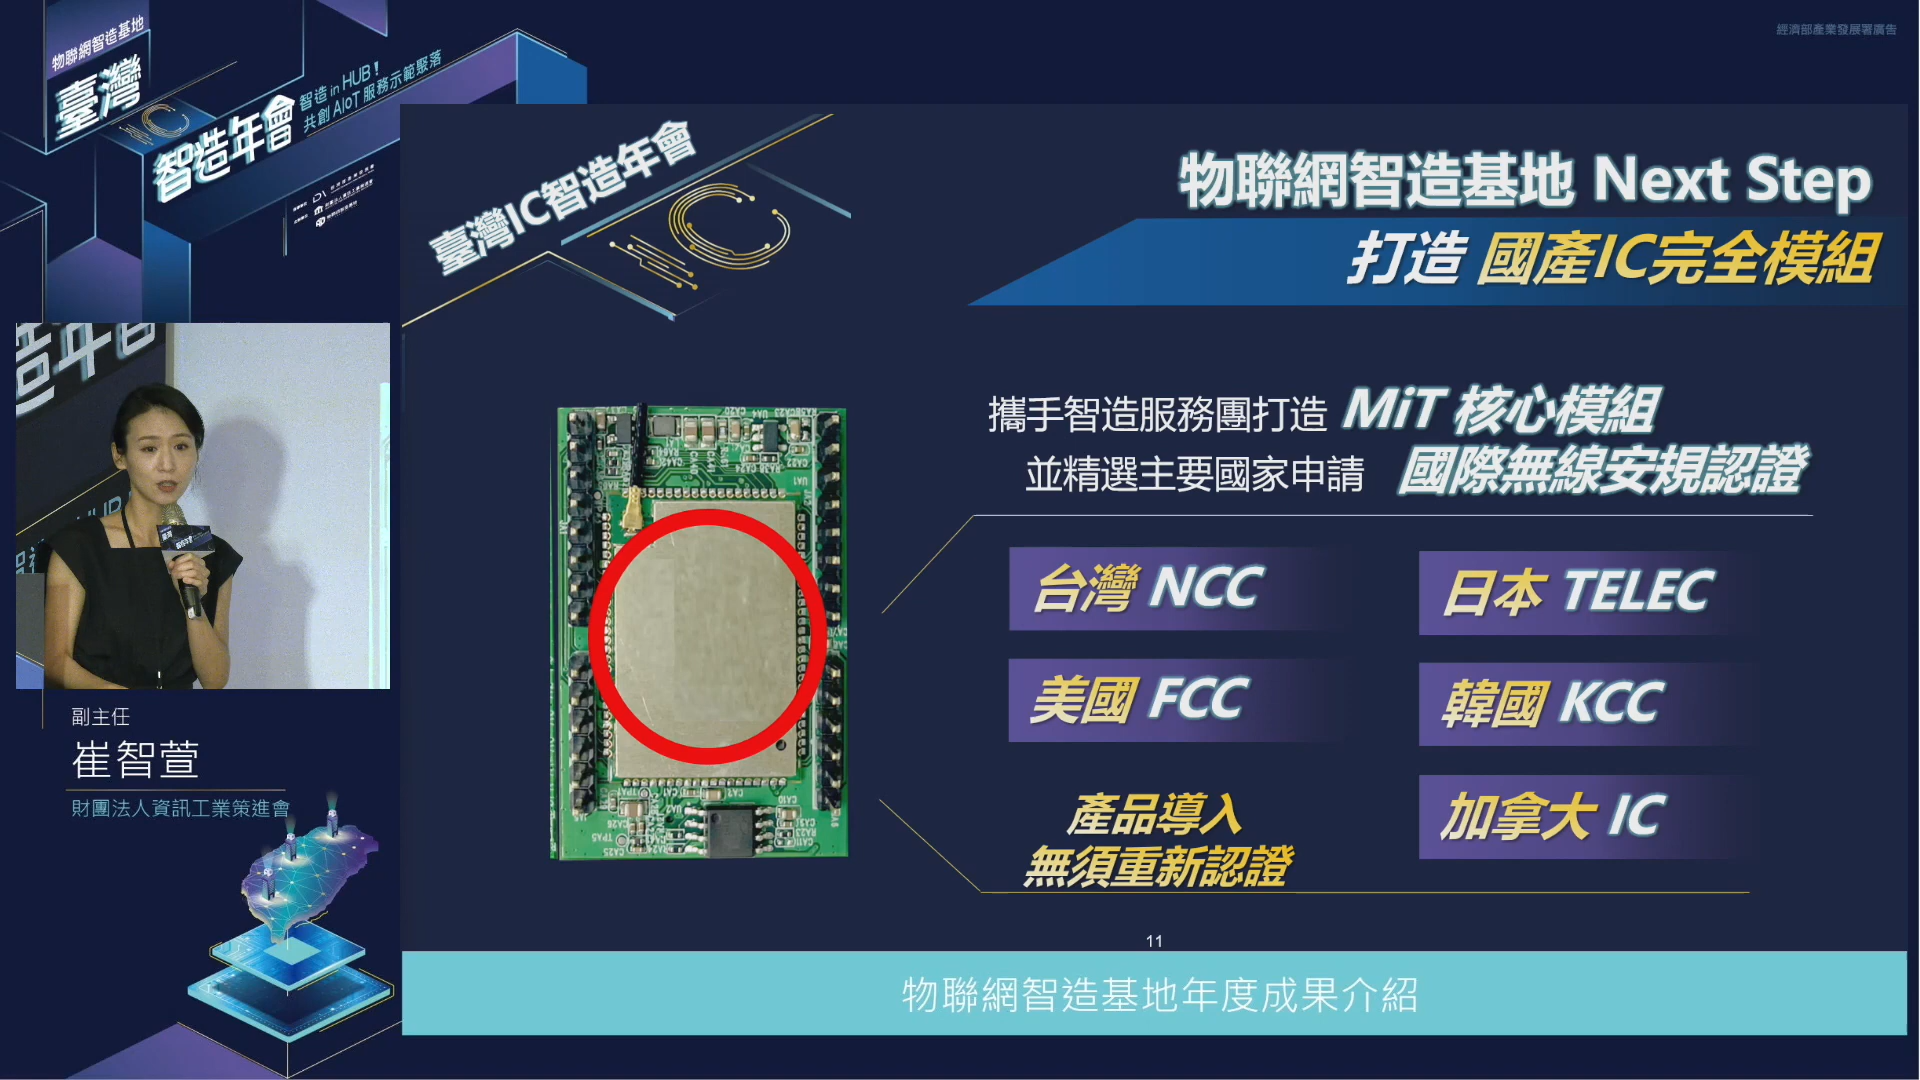 經濟部產業發展署廣告
物聯網智造基地
臺灣
IC
智造年會
智造 in HUB！
共創 AIoT 服務示範聚落
臺灣IC智造年會
IC
物聯網智造基地 Next Step
打造 國產IC完全模組
攜手智造服務團打造 MiT 核心模組
並精選主要國家申請 國際無線安規認證
台灣 NCC
日本 TELEC
美國 FCC
韓國 KCC
加拿大 IC
產品導入
無須重新認證
11
副主任
崔智萱
財團法人資訊工業策進會
物聯網智造基地年度成果介紹